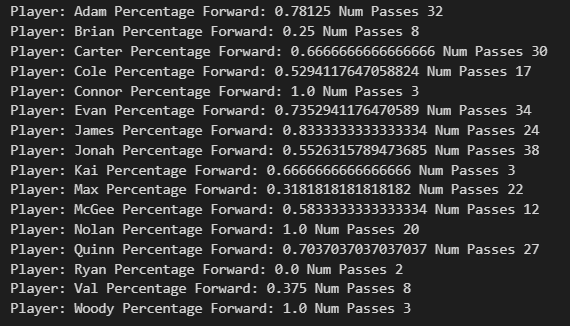 Player: Adam Percentage Forward: 0.78125 Num Passes 32
Player: Brian Percentage Forward: 0.25 Num Passes 8
Player: Carter Percentage Forward: 0.6666666666666666 Num Passes 30
Player: Cole Percentage Forward: 0.5294117647058824 Num Passes 17
Player: Connor Percentage Forward: 1.0 Num Passes 3
Player: Evan Percentage Forward: 0.7352941176470589 Num Passes 34
Player: James Percentage Forward: 0.8333333333333334 Num Passes 24
Player: Jonah Percentage Forward: 0.5526315789473685 Num Passes 38
Player: Kai Percentage Forward: 0.6666666666666666 Num Passes 3
Player: Max Percentage Forward: 0.3181818181818182 Num Passes 22
Player: McGee Percentage Forward: 0.5833333333333334 Num Passes 12
Player: Nolan Percentage Forward: 1.0 Num Passes 20
Player: Quinn Percentage Forward: 0.7037037037037037 Num Passes 27
Player: Ryan Percentage Forward: 0.0 Num Passes 2
Player: Val Percentage Forward: 0.375 Num Passes 8
Player: Woody Percentage Forward: 1.0 Num Passes 3